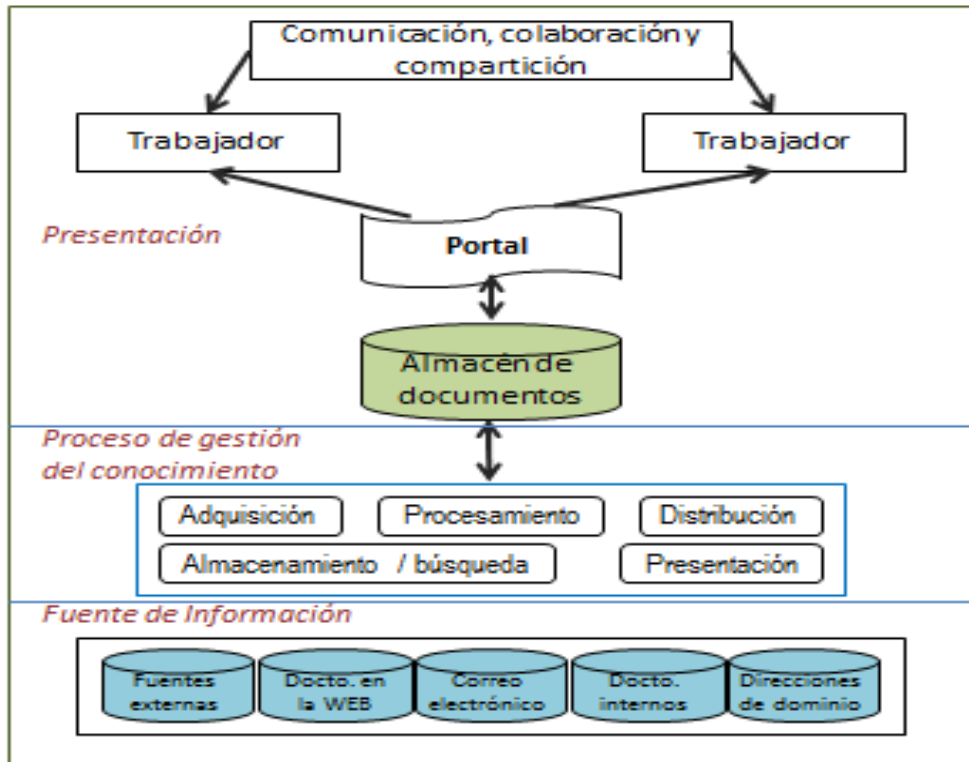 Comunicación, colaboración y
compartición
Trabajador
Trabajador
Presentación
Portal
Almacén de
documentos
Proceso de gestión
del conocimiento
Adquisición
Procesamiento
Distribución
Almacenamiento / búsqueda
Presentación
Fuente de Información
Fuentes
externas
Docto. en
la WEB
Correo
electrónico
Docto.
internos
Direcciones
de dominio